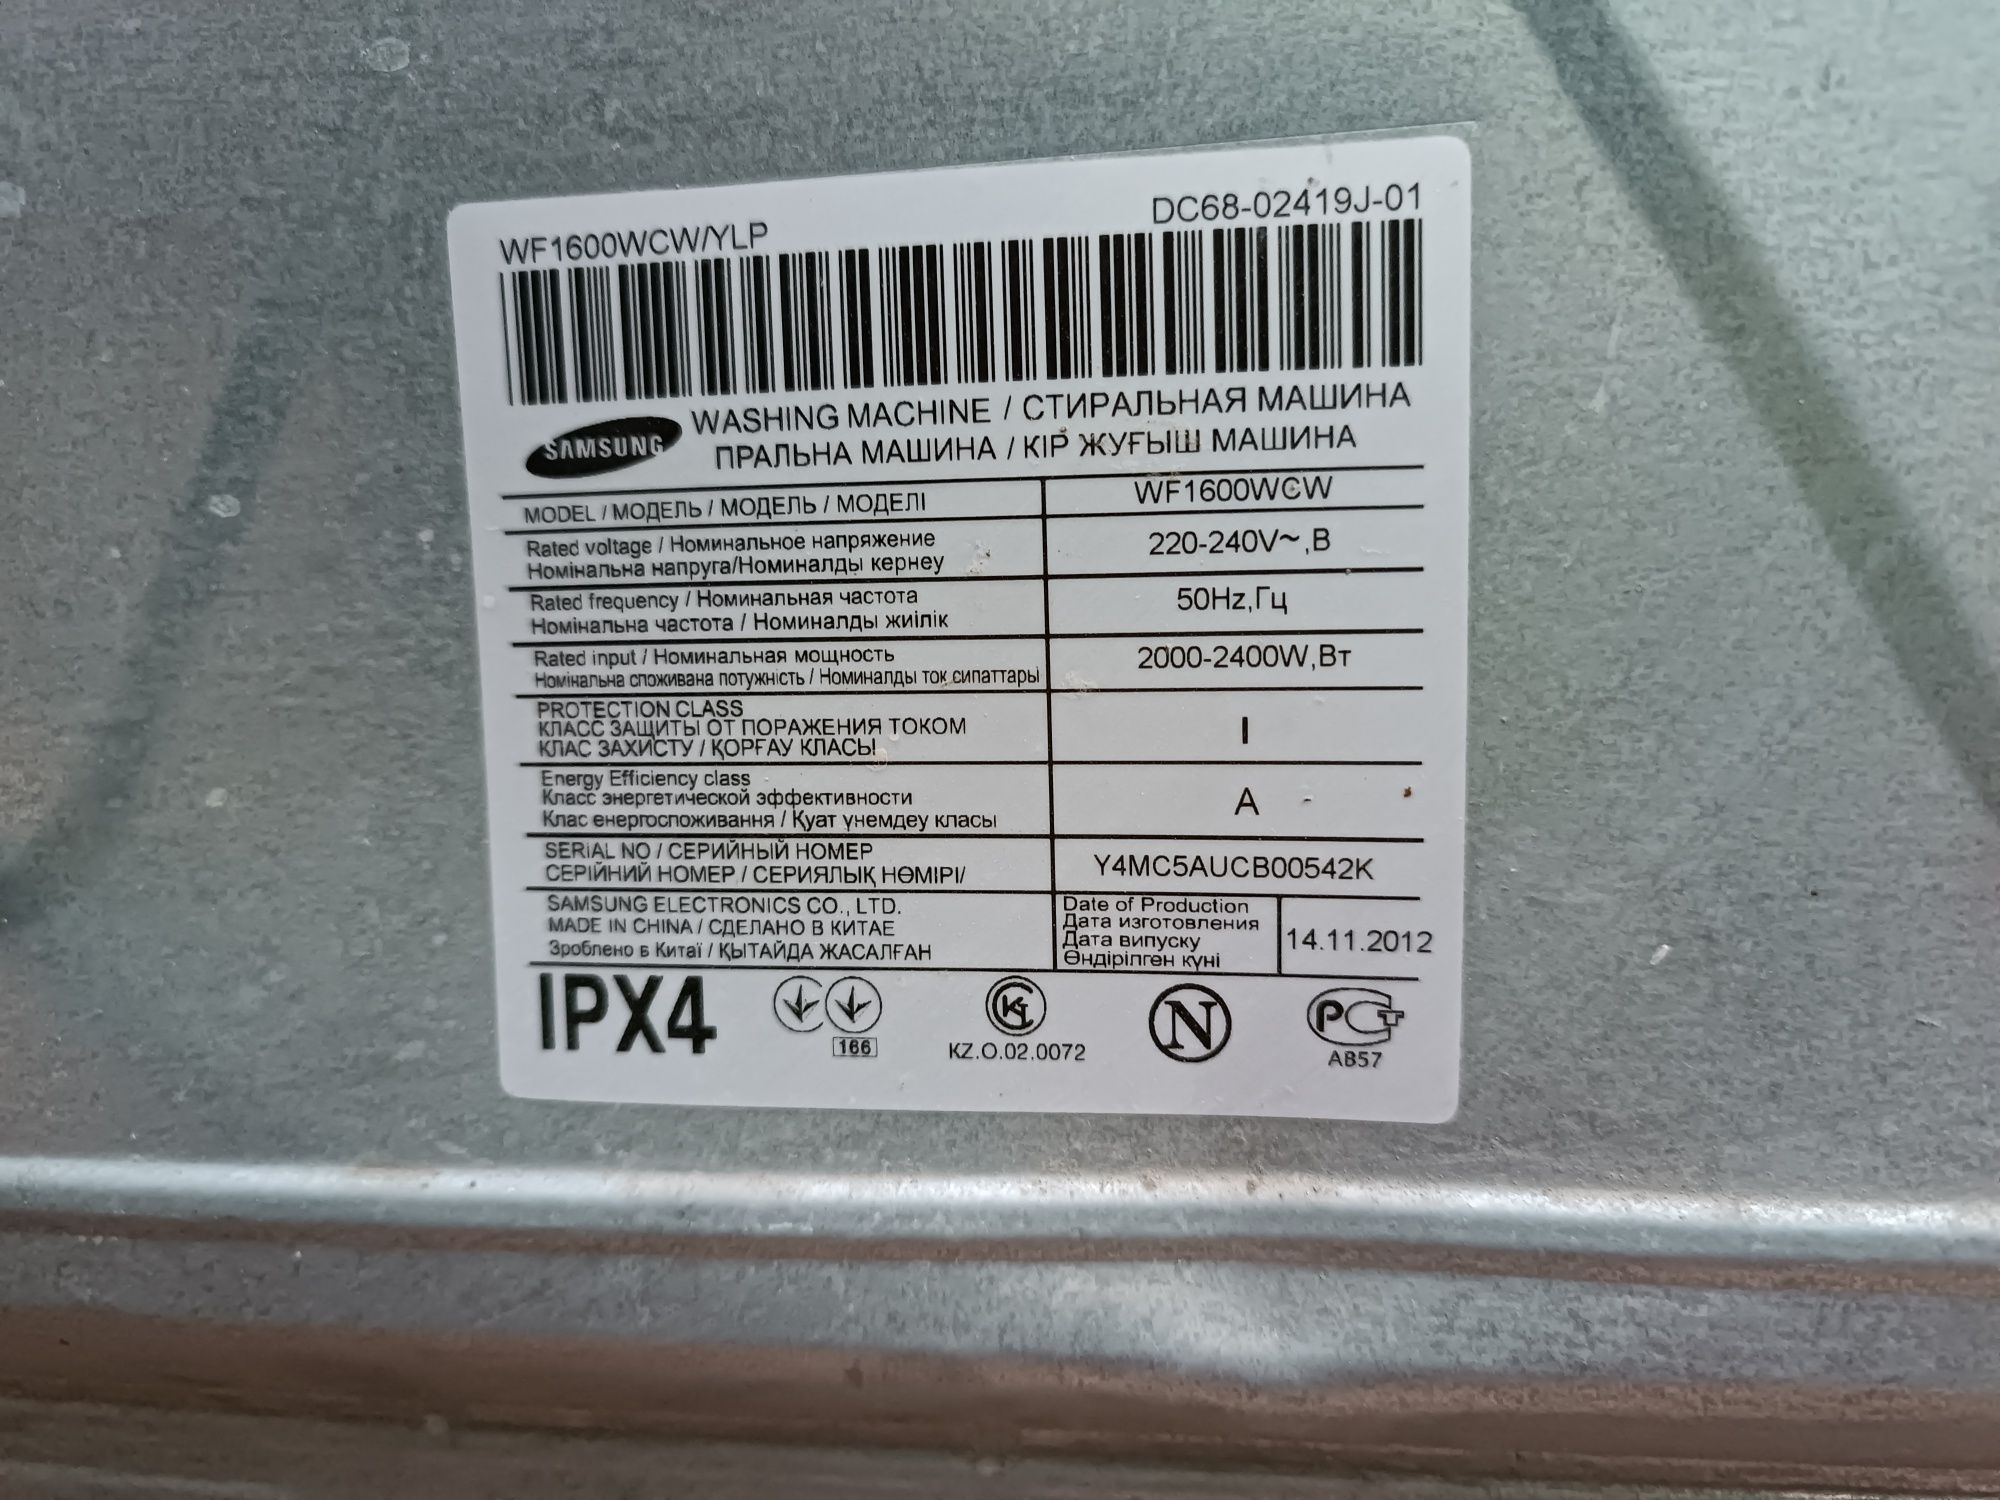 WF1600WCW/YLP DC68-02419J-01
SAMSUNG
WASHING MACHINE / СТИРАЛЬНАЯ МАШИНА
ПРАЛЬНА МАШИНА / КІР ЖУҒЫШ МАШИНА
MODEL / МОДЕЛЬ / МОДЕЛЬ / МОДЕЛІ WF1600WCW
Rated voltage / Номинальное напряжение
Номінальна напруга/Номиналды кернеу
220-240V~,В
Rated frequency / Номинальная частота
Номінальна частота / Номиналды жиілік
50Hz,Гц
Rated input / Номинальная мощность
Номінальна споживана потужність / Номиналды ток сипаттары
2000-2400W,Вт
PROTECTION CLASS
КЛАСС ЗАЩИТЫ ОТ ПОРАЖЕНИЯ ТОКОМ
КЛАС ЗАХИСТУ / ҚОРҒАУ КЛАСЫ
I
Energy Efficiency class
Класс энергетической эффективности
Клас енергоспоживання / Қуат үнемдеу класы
A
SERIAL NO / СЕРИЙНЫЙ НОМЕР
СЕРІЙНИЙ НОМЕР / СЕРИЯЛЫҚ НӨМІРІ/
Y4MC5AUCB00542K
SAMSUNG ELECTRONICS CO., LTD.
MADE IN CHINA / СДЕЛАНО В КИТАЕ
Зроблено в Китаї / ҚЫТАЙДА ЖАСАЛҒАН
Date of Production
Дата изготовления
Дата випуску
Өндірілген күні
14.11.2012
IPX4
166
KZ.O.02.0072
N
РСТ
АВ57